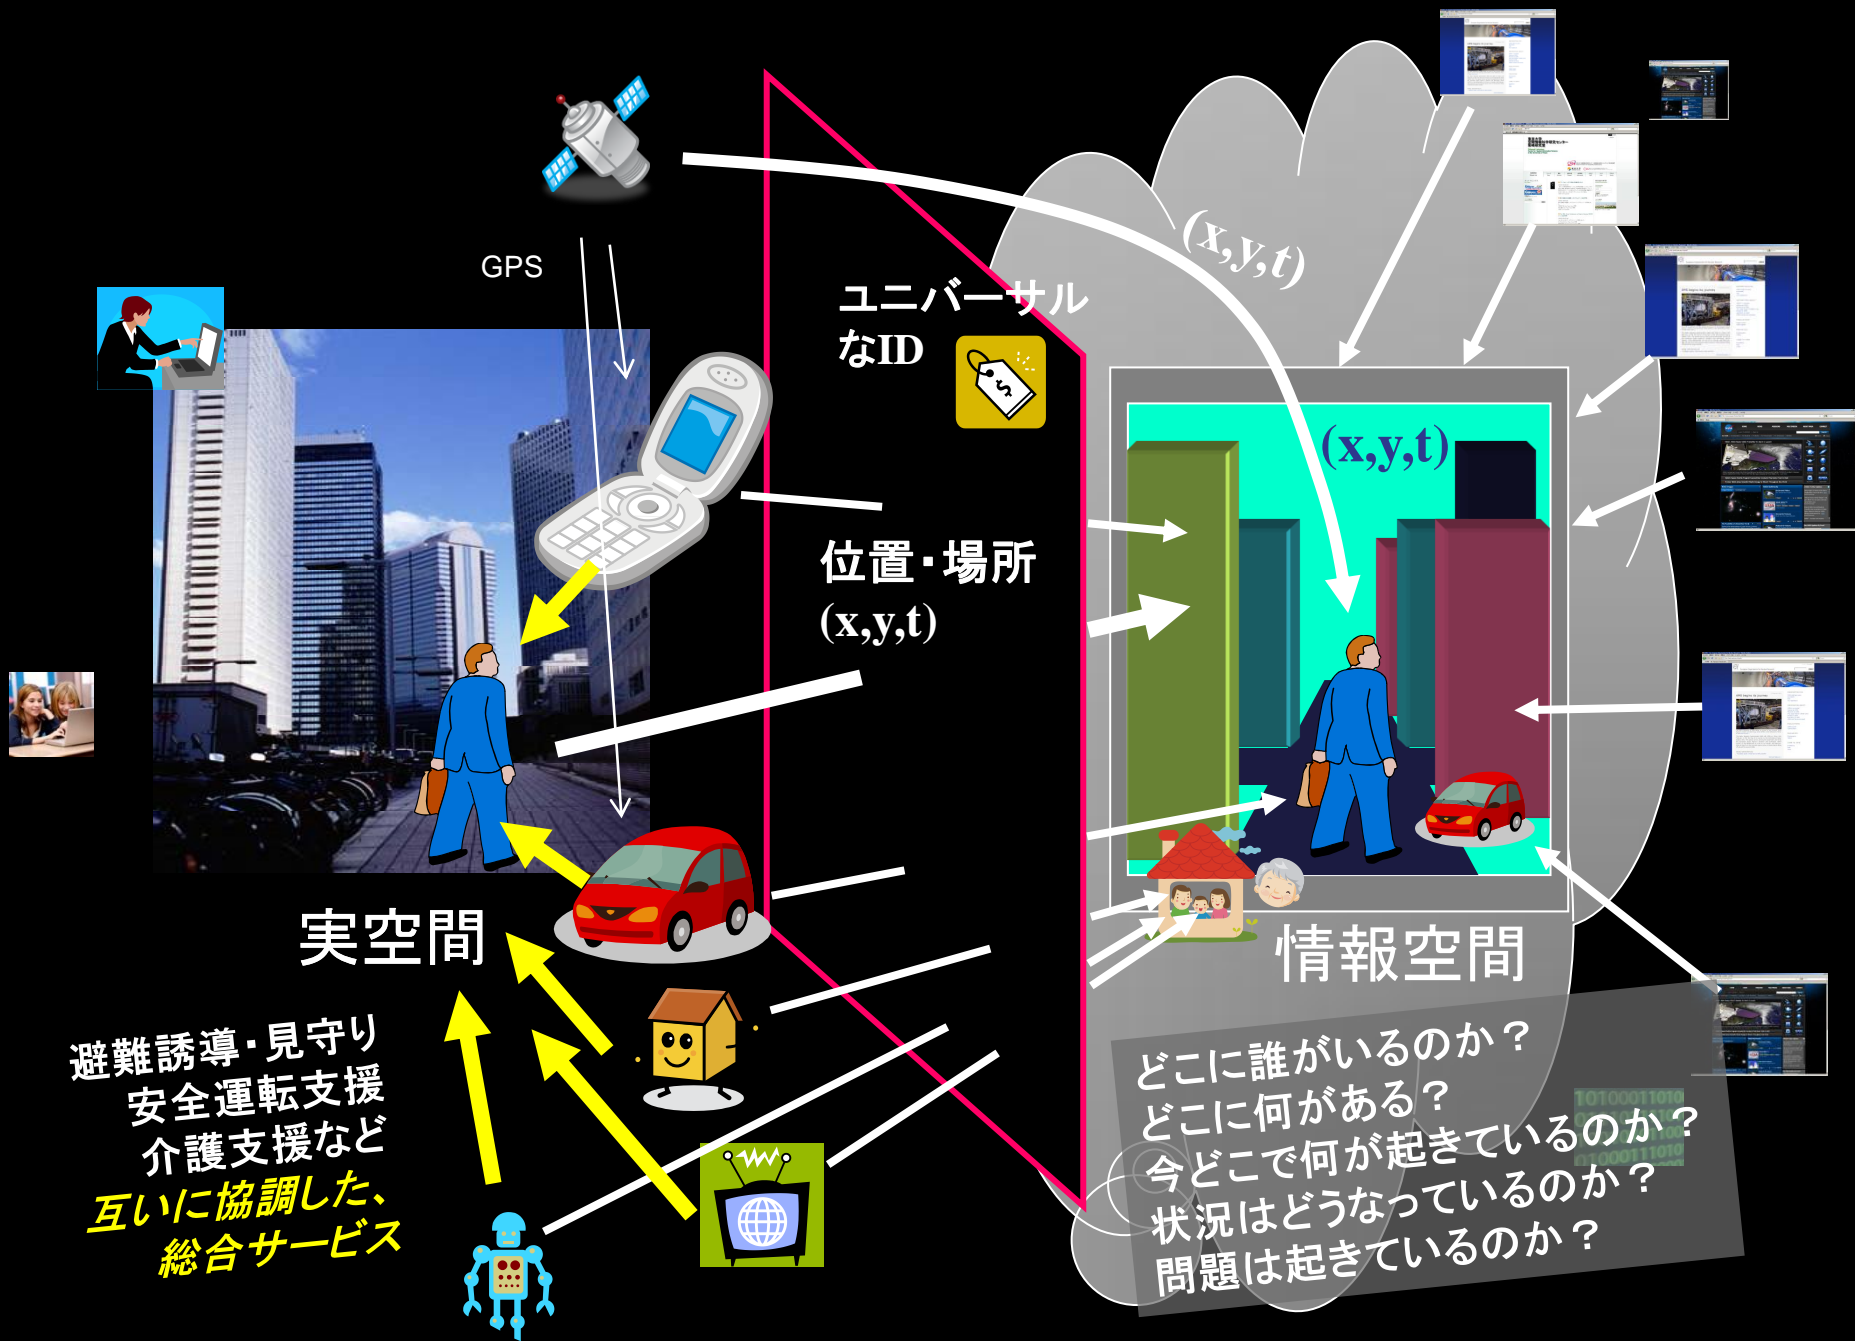 GPS
(x,y,t)
ユニバーサル
なID
(x,y,t)
位置・場所
(x,y,t)
実空間
情報空間
避難誘導・見守り
安全運転支援
介護支援など
互いに協調した、
総合サービス
どこに誰がいるのか？
どこに何がある？
今どこで何が起きているのか？
状況はどうなっているのか？
問題は起きているのか？